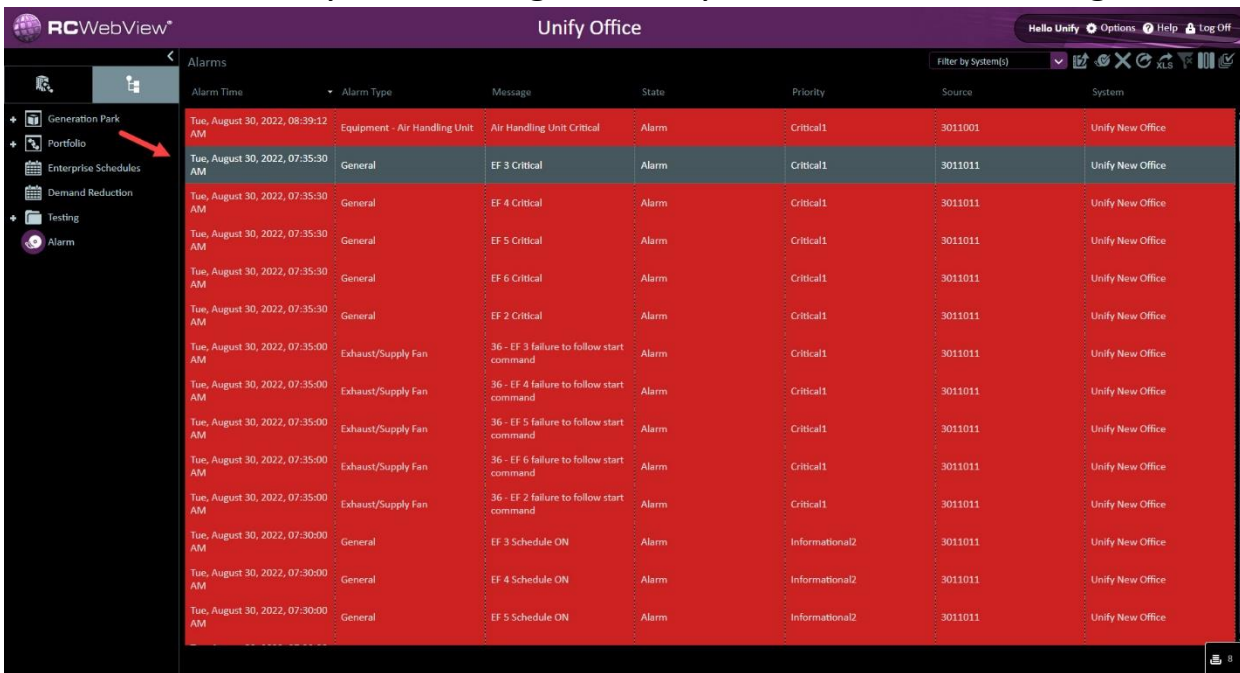 RCWebView®
Unify Office
Hello Unify Options Help Log Off
Alarms
Filter by System(s)
XLS
Alarm Time Alarm Type Message State Priority Source System
Generation Park
Portfolio
Enterprise Schedules
Demand Reduction
Testing
Alarm
Tue, August 30, 2022, 08:39:12
AM
Equipment - Air Handling Unit Air Handling Unit Critical Alarm Critical1 3011001 Unify New Office
Tue, August 30, 2022, 07:35:30
AM
General EF 3 Critical Alarm Critical1 3011011 Unify New Office
Tue, August 30, 2022, 07:35:30
AM
General EF 4 Critical Alarm Critical1 3011011 Unify New Office
Tue, August 30, 2022, 07:35:30
AM
General EF 5 Critical Alarm Critical1 3011011 Unify New Office
Tue, August 30, 2022, 07:35:30
AM
General EF 6 Critical Alarm Critical1 3011011 Unify New Office
Tue, August 30, 2022, 07:35:30
AM
General EF 2 Critical Alarm Critical1 3011011 Unify New Office
Tue, August 30, 2022, 07:35:00
AM
Exhaust/Supply Fan
36 - EF 3 failure to follow start
command
Alarm Critical1 3011011 Unify New Office
Tue, August 30, 2022, 07:35:00
AM
Exhaust/Supply Fan
36 - EF 4 failure to follow start
command
Alarm Critical1 3011011 Unify New Office
Tue, August 30, 2022, 07:35:00
AM
Exhaust/Supply Fan
36 - EF 5 failure to follow start
command
Alarm Critical1 3011011 Unify New Office
Tue, August 30, 2022, 07:35:00
AM
Exhaust/Supply Fan
36 - EF 6 failure to follow start
command
Alarm Critical1 3011011 Unify New Office
Tue, August 30, 2022, 07:35:00
AM
Exhaust/Supply Fan
36 - EF 2 failure to follow start
command
Alarm Critical1 3011011 Unify New Office
Tue, August 30, 2022, 07:30:00
AM
General EF 3 Schedule ON Alarm Informational2 3011011 Unify New Office
Tue, August 30, 2022, 07:30:00
AM
General EF 4 Schedule ON Alarm Informational2 3011011 Unify New Office
Tue, August 30, 2022, 07:30:00
AM
General EF 5 Schedule ON Alarm Informational2 3011011 Unify New Office
8